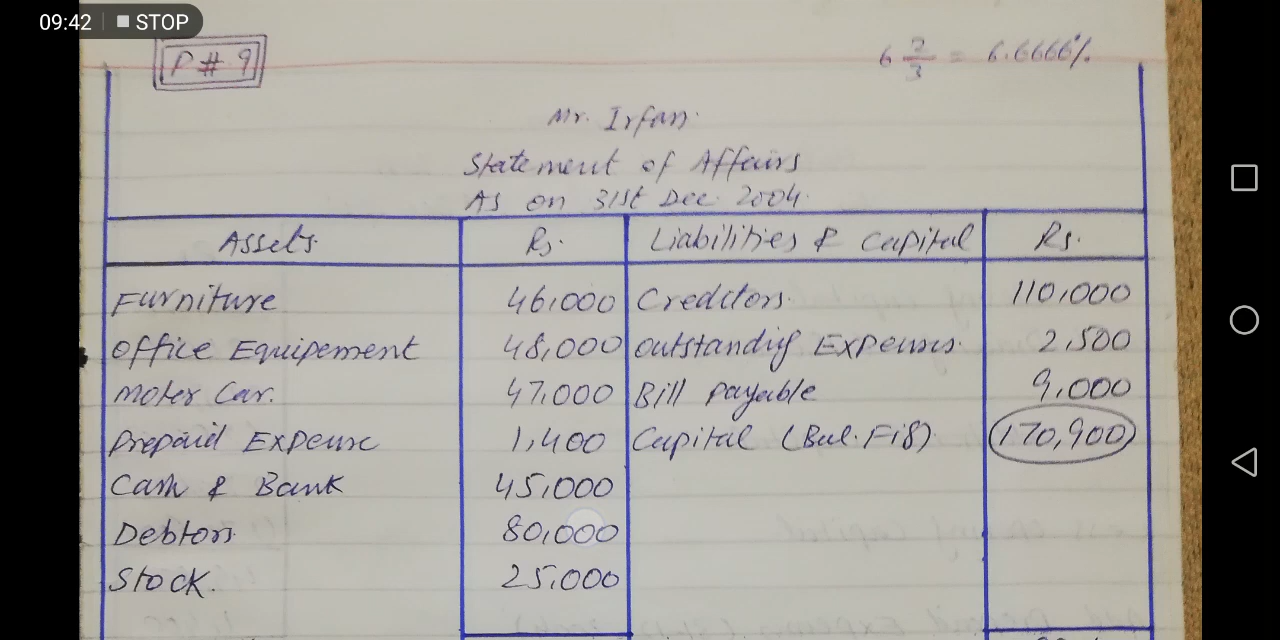 09:42 STOP
P # 9
6 2/3 = 6.6666%
Mr. Irfan.
Statement of Affairs
As on 31st Dec. 2004.
Assets. Rs. Liabilities & Capital Rs.
Furniture 46,000 Creditors. 110,000
Office Equipement 48,000 Outstandig Expenses. 2,500
Moter Car. 47,000 Bill Payable 9,000
Prepaid Expense 1,400 Capital (Bal. Fig). 170,900
Cash & Bank 45,000
Debtors. 80,000
Stock. 25,000